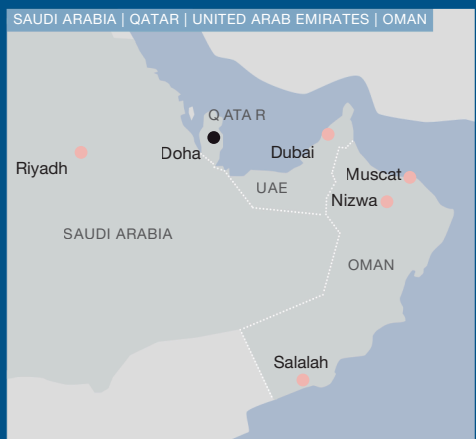 SAUDI ARABIA | QATAR | UNITED ARAB EMIRATES | OMAN
QATAR
Doha
Dubai
Riyadh
Muscat
UAE
Nizwa
SAUDI ARABIA
OMAN
Salalah